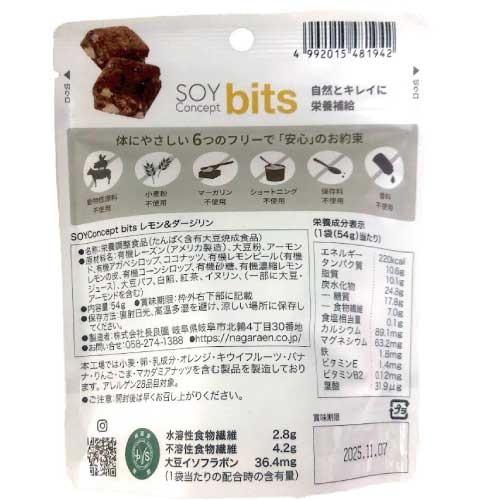 4 992015 481942
SOY
Concept
bits
自然とキレイに
栄養補給
体にやさしい 6つのフリーで「安心」のお約束
動物性原料
不使用
小麦粉
不使用
マーガリン
不使用
ショートニング
不使用
保存料
不使用
香料
不使用
SOYConcept bits レモン&ダージリン
●名称:栄養調整食品(たんぱく含有大豆焼成食品)
●原材料名:有機レーズン(アメリカ製造)、大豆粉、アーモン
ド、有機アガベシロップ、ココナッツ、有機レモンピール(有機
レモンの皮、有機コーンシロップ、有機砂糖、有機濃縮レモン
ジュース)、大豆パフ、白餡、紅茶、イヌリン、(一部に大豆・
アーモンドを含む)
●内容量:54g ●賞味期限:枠外右下部に記載
●保存方法:直射日光、高温多湿を避け、涼しい場所に保存して
ください。
●製造者:株式会社長良園 岐阜県岐阜市北鶉4丁目30番地
●お問い合せ:058-274-1388 ●https://nagaraen.co.jp/
本工場では小麦・卵・乳成分・オレンジ・キウイフルーツ・バナ
ナ・りんご・ごま・マカダミアナッツを含む製品を製造しており
ます。アレルゲン28品目対象。
●ご注意:開封後は早くお召し上がりください。
栄養成分表示
(1袋(54g)当たり)
エネルギー 220kcal
タンパク質 10.6g
脂質 10.1g
炭水化物 24.8g
―糖質 17.8g
―食物繊維 7.0g
食塩相当量 0.1g
カルシウム 89.1mg
マグネシウム 63.2mg
鉄 1.8mg
ビタミンE 1.4mg
ビタミンB2 0.12mg
葉酸 31.9μg
水溶性食物繊維 2.8g
不溶性食物繊維 4.2g
大豆イソフラボン 36.4mg
(1袋当たりの配合時の含有量)
賞味期限
2025.11.07
プラ